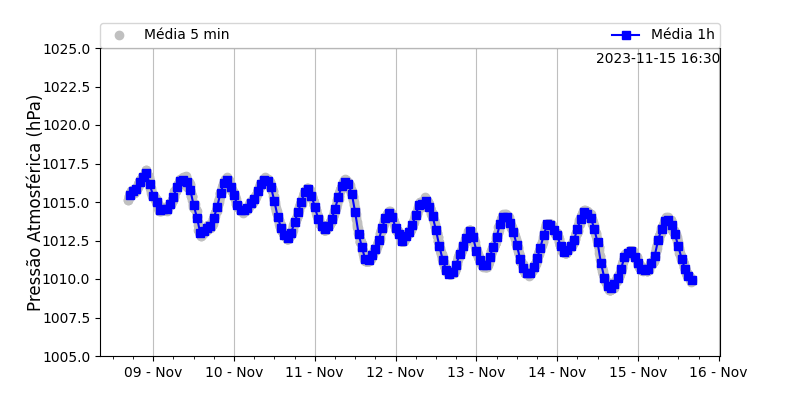 Média 5 min
Média 1h
2023-11-15 16:30
Pressão Atmosférica (hPa)
1025.0
1022.5
1020.0
1017.5
1015.0
1012.5
1010.0
1007.5
1005.0
09 - Nov
10 - Nov
11 - Nov
12 - Nov
13 - Nov
14 - Nov
15 - Nov
16 - Nov